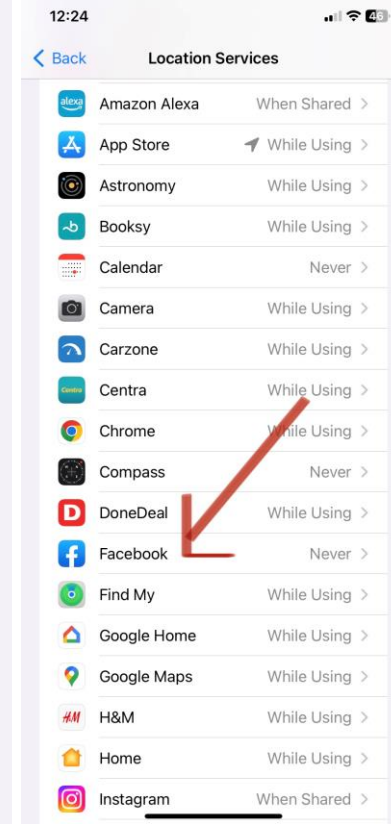 12:24
46
Back Location Services
alexa Amazon Alexa When Shared
App Store While Using
Astronomy While Using
Booksy While Using
Calendar Never
Camera While Using
Carzone While Using
Centra Centra While Using
Chrome While Using
Compass Never
D DoneDeal While Using
f Facebook Never
Find My While Using
Google Home While Using
Google Maps While Using
H&M H&M While Using
Home While Using
Instagram When Shared